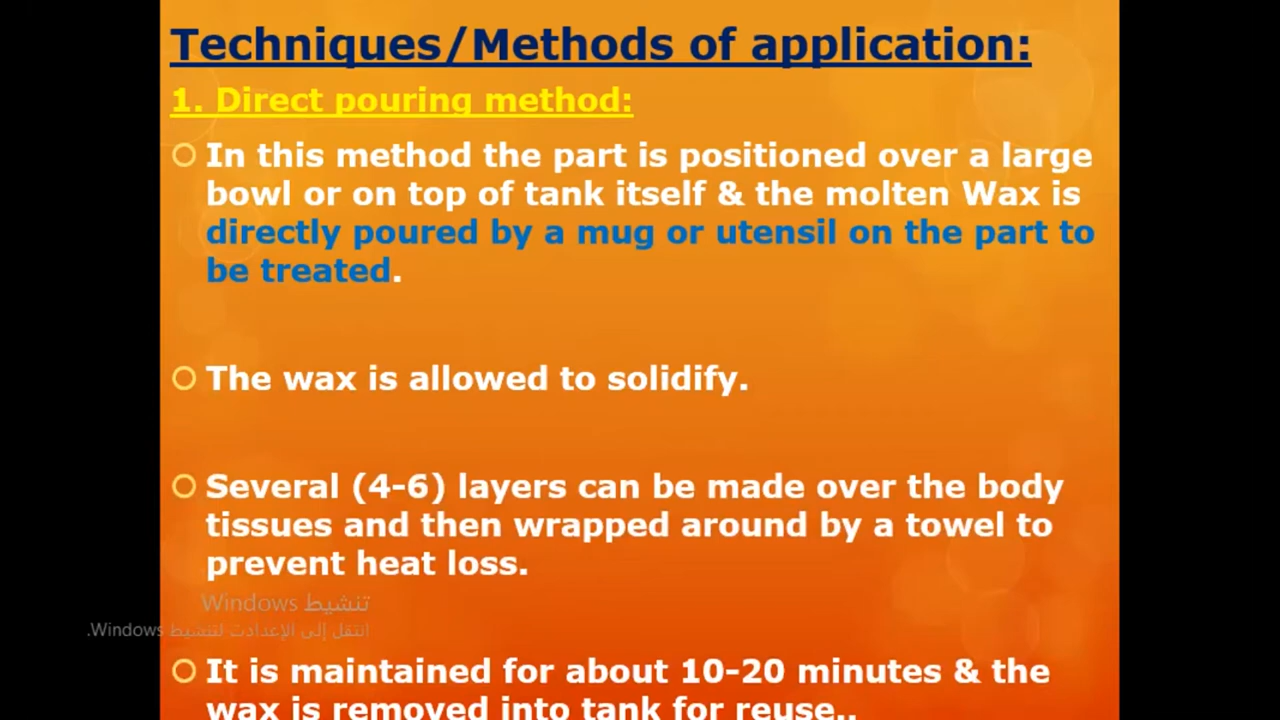 Techniques/Methods of application:
1. Direct pouring method:
In this method the part is positioned over a large
bowl or on top of tank itself & the molten Wax is
directly poured by a mug or utensil on the part to
be treated.
The wax is allowed to solidify.
Several (4-6) layers can be made over the body
tissues and then wrapped around by a towel to
prevent heat loss.
تنشيط Windows
انتقل إلى الإعدادت لتنشيط Windows.
It is maintained for about 10-20 minutes & the
wax is removed into tank for reuse..